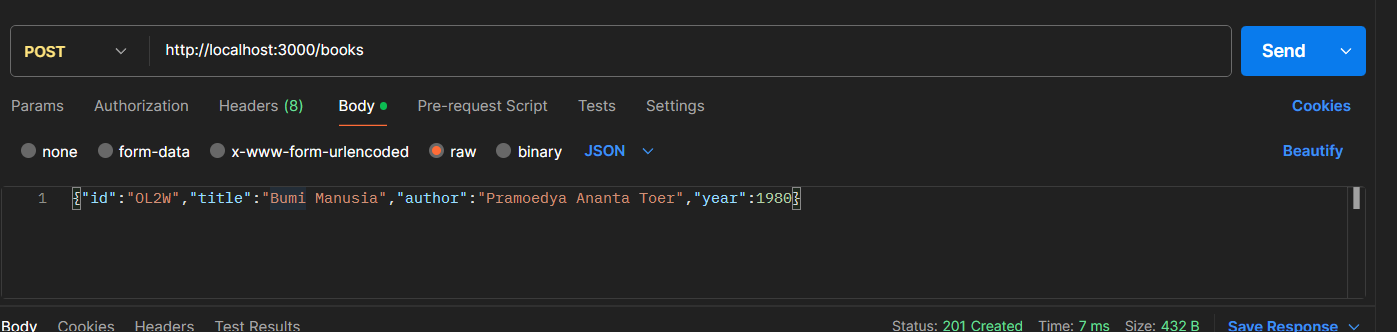 POST http://localhost:3000/books Send
Params Authorization Headers (8) Body Pre-request Script Tests Settings Cookies
none form-data x-www-form-urlencoded raw binary JSON Beautify
1 {"id":"OL2W","title":"Bumi Manusia","author":"Pramoedya Ananta Toer","year":1980}
Body Cookies Headers Test Results Status: 201 Created Time: 7 ms Size: 432 B Save Response